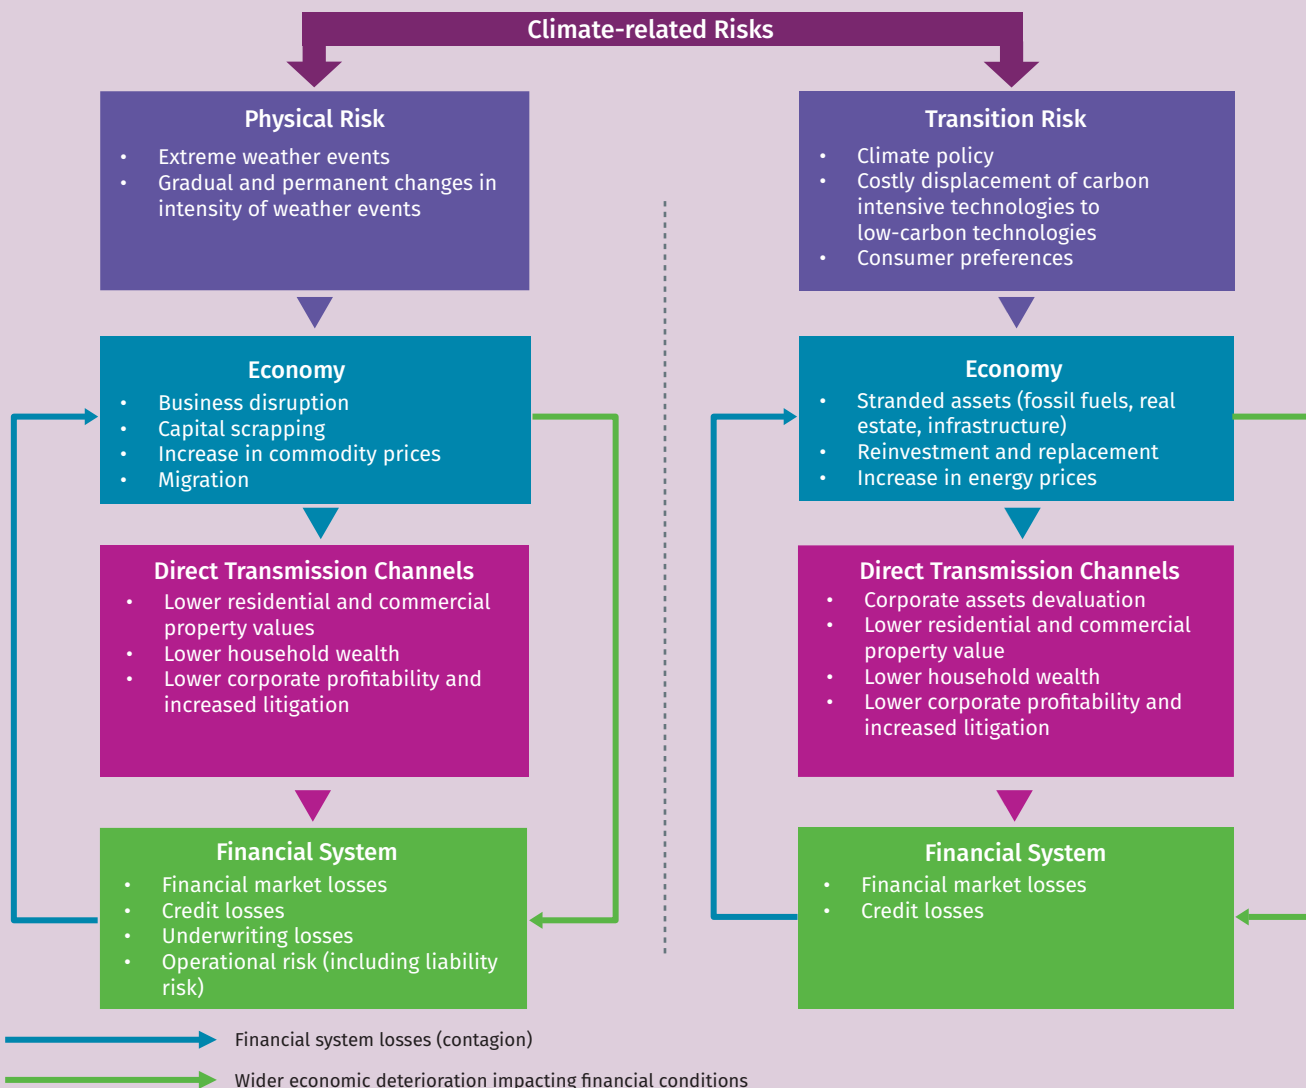 Climate-related Risks
Physical Risk
• Extreme weather events
• Gradual and permanent changes in
intensity of weather events
Economy
• Business disruption
• Capital scrapping
• Increase in commodity prices
• Migration
Direct Transmission Channels
• Lower residential and commercial
property values
• Lower household wealth
• Lower corporate profitability and
increased litigation
Financial System
• Financial market losses
• Credit losses
• Underwriting losses
• Operational risk (including liability
risk)
Transition Risk
• Climate policy
• Costly displacement of carbon
intensive technologies to
low-carbon technologies
• Consumer preferences
Economy
• Stranded assets (fossil fuels, real
estate, infrastructure)
• Reinvestment and replacement
• Increase in energy prices
Direct Transmission Channels
• Corporate assets devaluation
• Lower residential and commercial
property value
• Lower household wealth
• Lower corporate profitability and
increased litigation
Financial System
• Financial market losses
• Credit losses
Financial system losses (contagion)
Wider economic deterioration impacting financial conditions